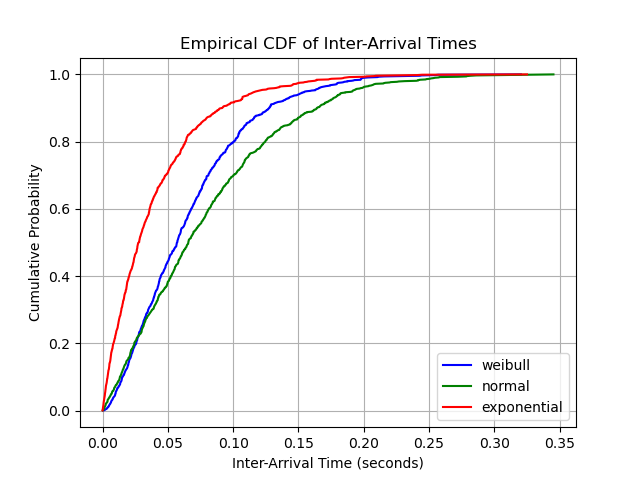 Empirical CDF of Inter-Arrival Times
Cumulative Probability
1.0
0.8
0.6
0.4
0.2
0.0
weibull
normal
exponential
0.00 0.05 0.10 0.15 0.20 0.25 0.30 0.35
Inter-Arrival Time (seconds)